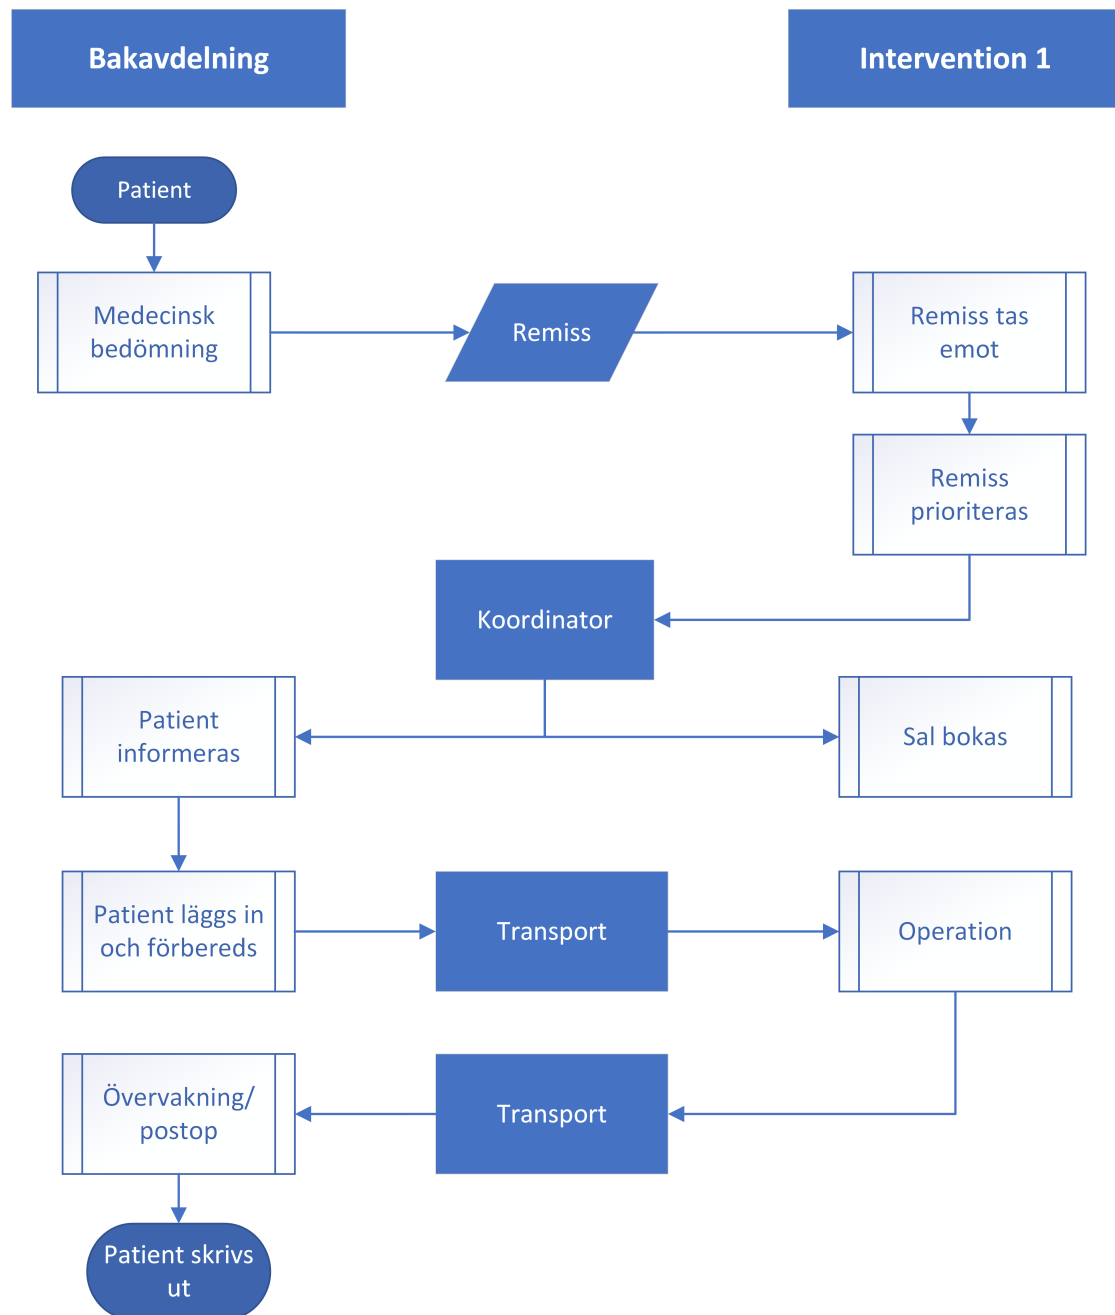 Bakavdelning
Intervention 1
Patient
Medecinsk
bedömning
Remiss
Remiss tas
emot
Remiss
prioriteras
Koordinator
Patient
informeras
Sal bokas
Patient läggs in
och förbereds
Transport
Operation
Övervakning/
postop
Transport
Patient skrivs
ut